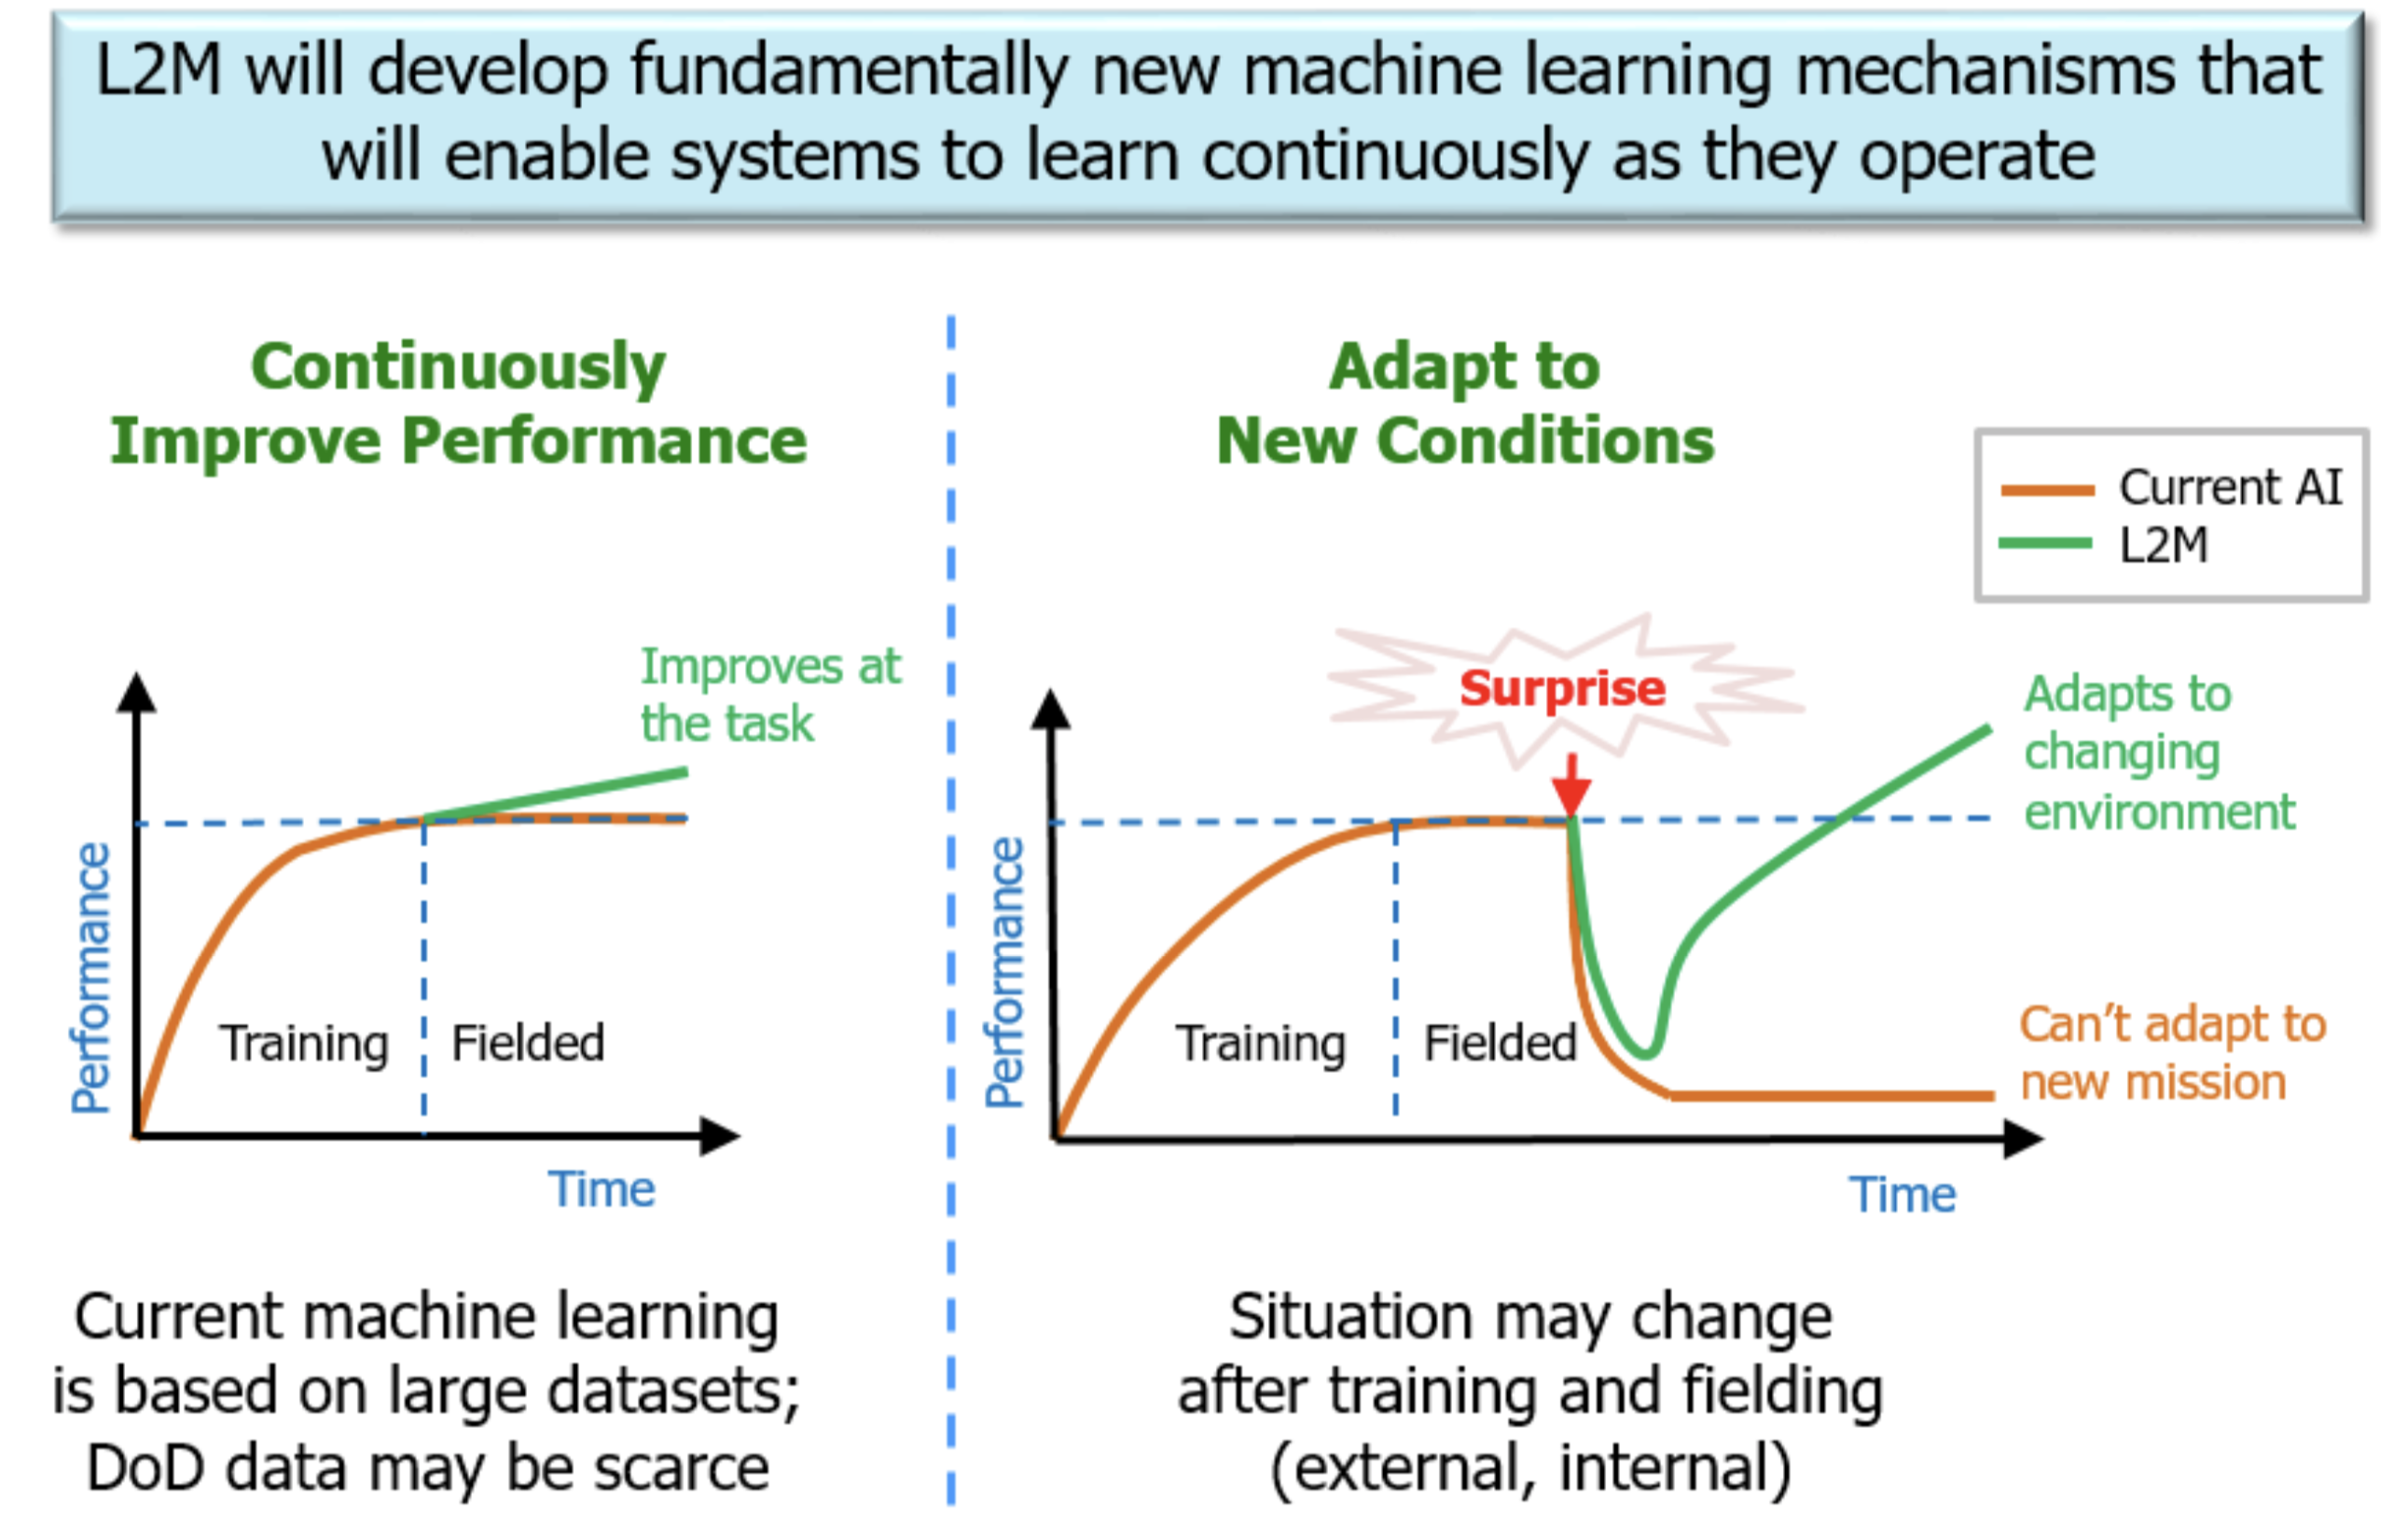 L2M will develop fundamentally new machine learning mechanisms that
will enable systems to learn continuously as they operate
Continuously
Improve Performance
Improves at
the task
Performance
Training
Fielded
Time
Current machine learning
is based on large datasets;
DoD data may be scarce
Adapt to
New Conditions
Current AI
L2M
Surprise
Adapts to
changing
environment
Performance
Training
Fielded
Can't adapt to
new mission
Time
Situation may change
after training and fielding
(external, internal)